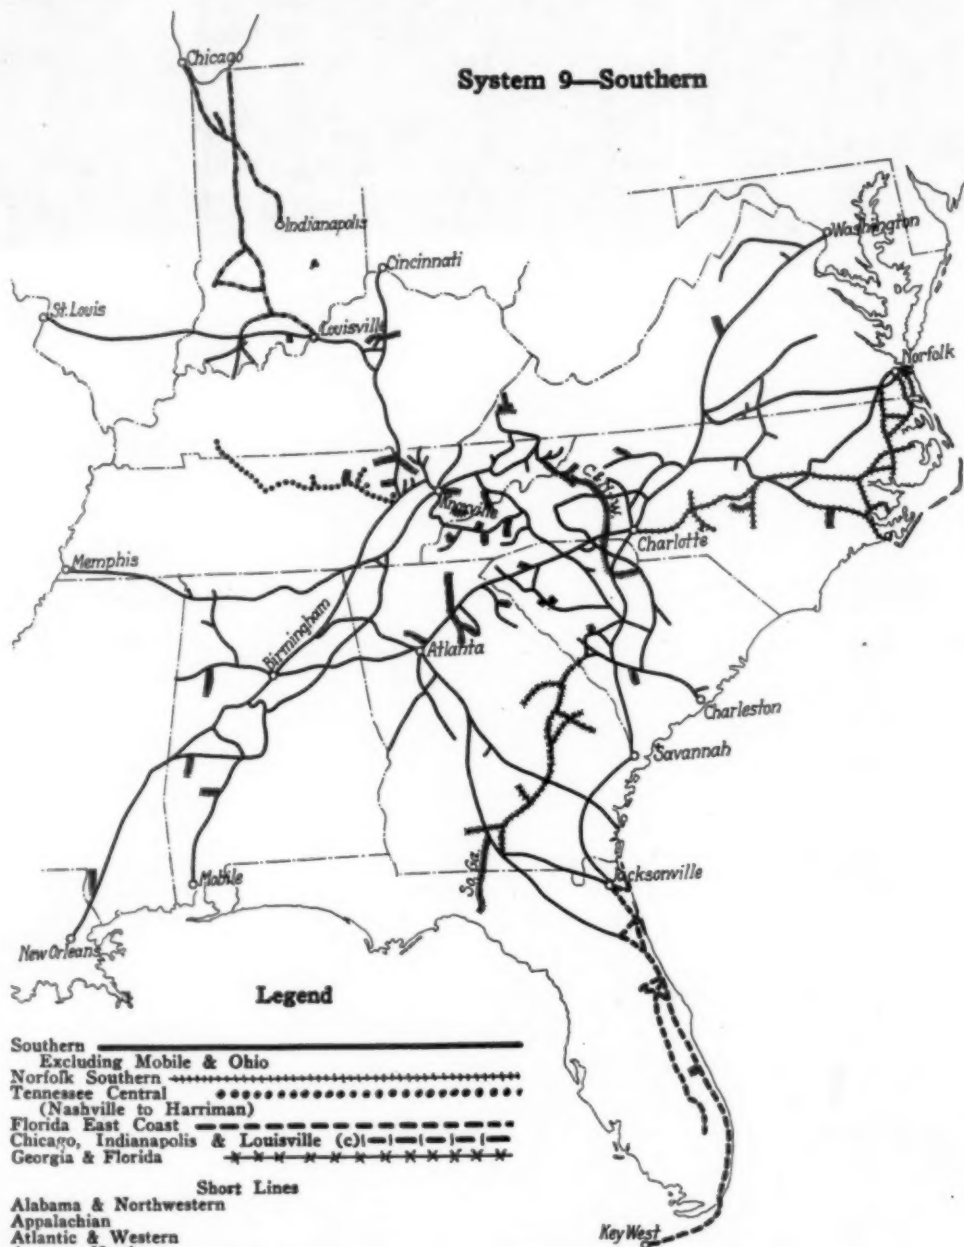 System 9—Southern
Chicago
Indianapolis
Cincinnati
Washington
St. Louis
Louisville
Norfolk
Knoxville
C.& N.W.
Charlotte
Memphis
Birmingham
Atlanta
Charleston
Savannah
So. Ga.
Mobile
Jacksonville
New Orleans
Key West
Legend
Southern
Excluding Mobile & Ohio
Norfolk Southern
Tennessee Central
(Nashville to Harriman)
Florida East Coast
Chicago, Indianapolis & Louisville (c)
Georgia & Florida
Short Lines
Alabama & Northwestern
Appalachian
Atlantic & Western